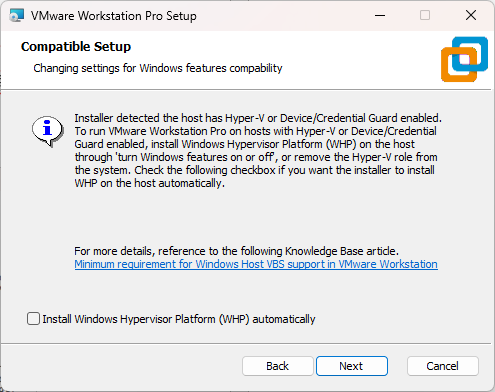 VMware Workstation Pro Setup
Compatible Setup
Changing settings for Windows features compability
Installer detected the host has Hyper-V or Device/Credential Guard enabled.
To run VMware Workstation Pro on hosts with Hyper-V or Device/Credential
Guard enabled, install Windows Hypervisor Platform (WHP) on the host
through 'turn Windows features on or off', or remove the Hyper-V role from
the system. Check the following checkbox if you want the installer to install
WHP on the host automatically.
For more details, reference to the following Knowledge Base article.
Minimum requirement for Windows Host VBS support in VMware Workstation
Install Windows Hypervisor Platform (WHP) automatically
Back Next Cancel